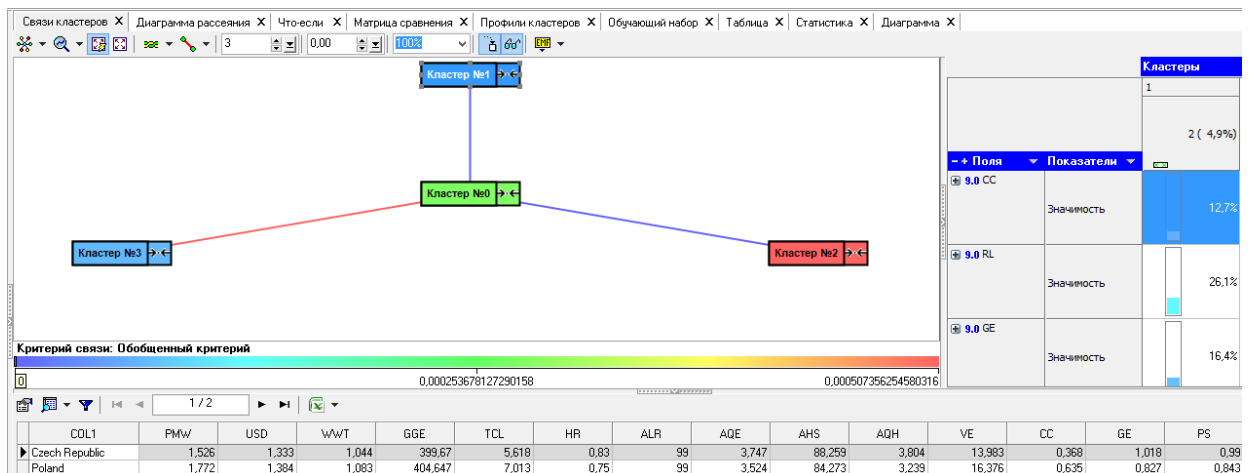 Связи кластеров X Диаграмма рассеяния X Что-если X Матрица сравнения X Профили кластеров X Обучающий набор X Таблица X Статистика X Диаграмма X
3 0,00 100% EMF
Кластер №1
Кластер №0
Кластер №3
Кластер №2
Критерий связи: Обобщенный критерий
0 0,000253678127290158 0,000507356254580316
Кластеры
1
2 ( 4,9%)
− + Поля Показатели
9.0 CC
Значимость 12,7%
9.0 RL
Значимость 26,1%
9.0 GE
Значимость 16,4%
1 / 2
COL1 PMW USD WWT GGE TCL HR ALR AQE AHS AQH VE CC GE PS
Czech Republic 1,526 1,333 1,044 399,67 5,618 0,83 99 3,747 88,259 3,804 13,983 0,368 1,018 0,99
Poland 1,772 1,384 1,083 404,647 7,013 0,75 99 3,524 84,273 3,239 16,376 0,635 0,827 0,845